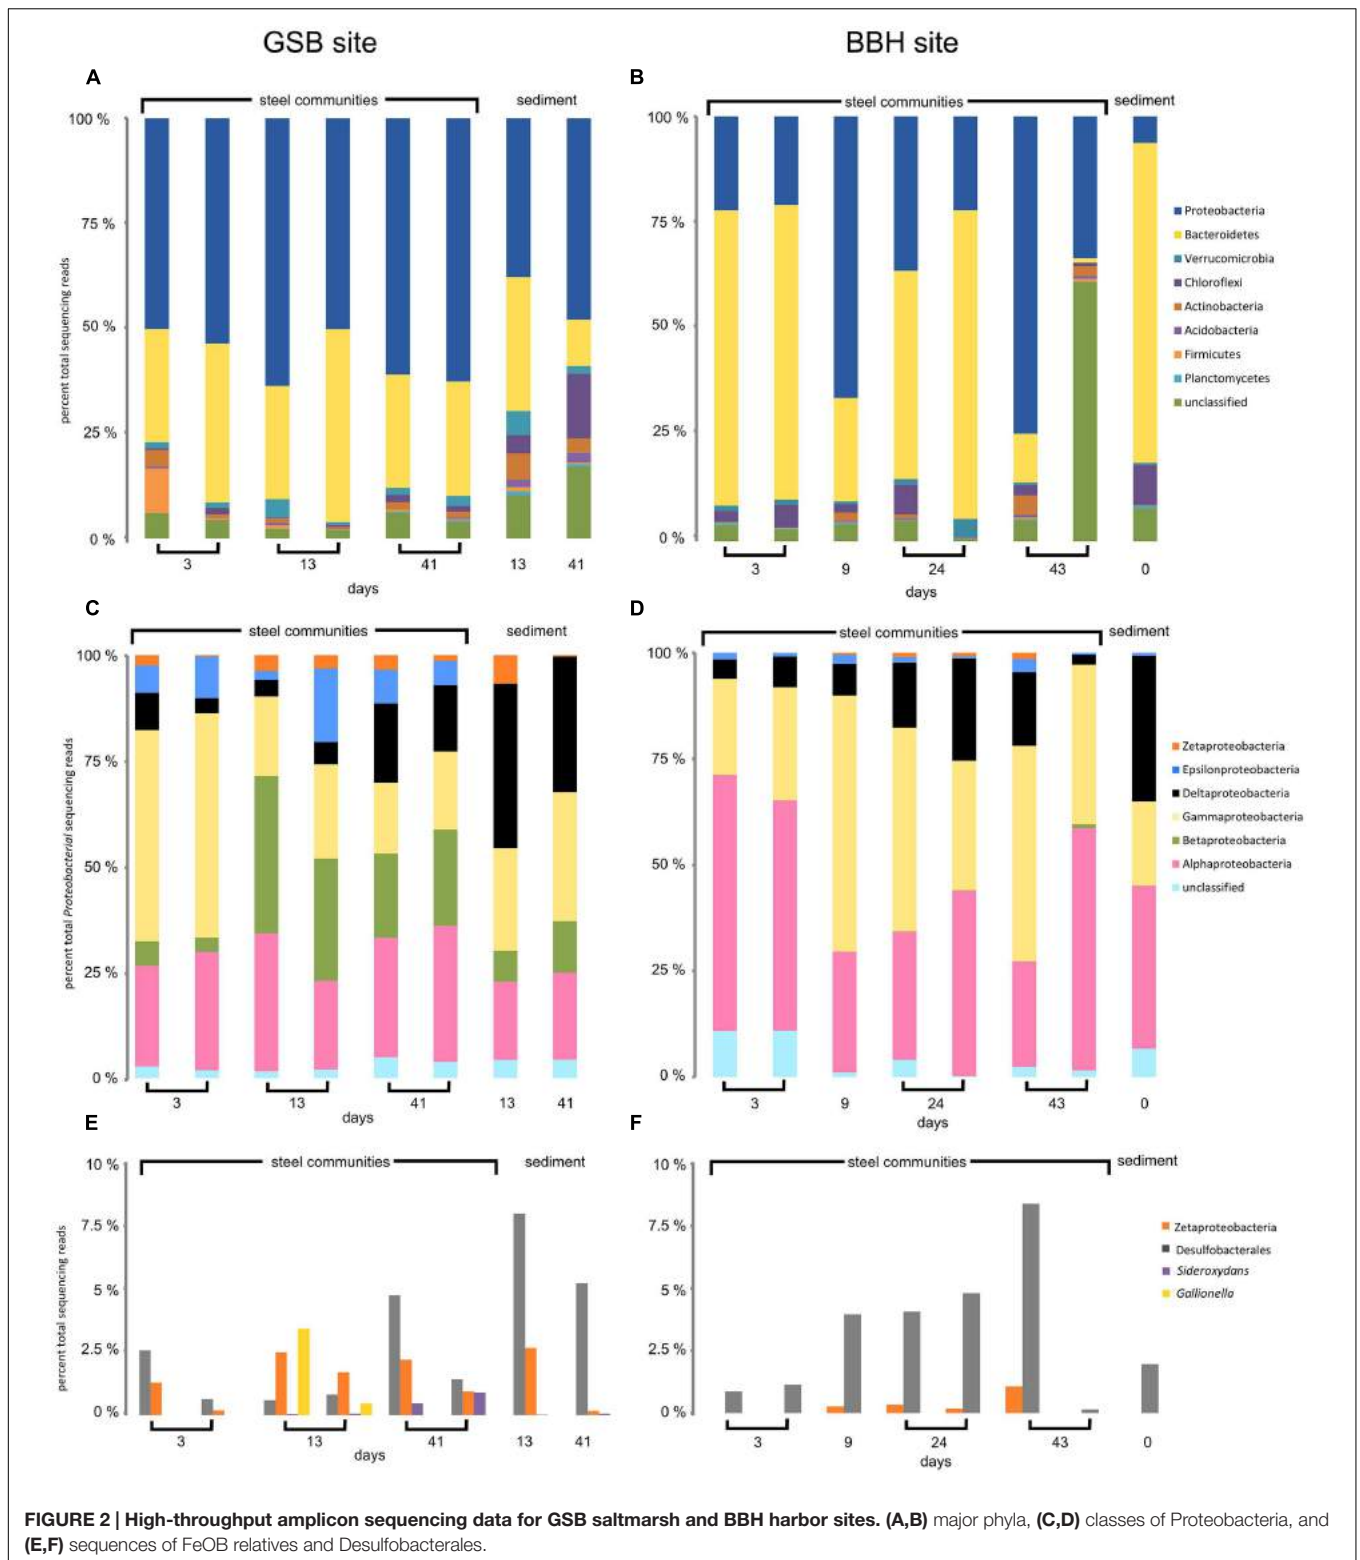 GSB site
BBH site
A
steel communities
sediment
100 %
75 %
50 %
25 %
0 %
percent total sequencing reads
3
13
41
13
41
days
B
steel communities
sediment
100 %
75 %
50 %
25 %
0 %
3
9
24
43
0
days
Proteobacteria
Bacteroidetes
Verrucomicrobia
Chloroflexi
Actinobacteria
Acidobacteria
Firmicutes
Planctomycetes
unclassified
C
steel communities
sediment
100 %
75 %
50 %
25 %
0 %
percent total Proteobacterial sequencing reads
3
13
41
13
41
days
D
steel communities
sediment
100 %
75 %
50 %
25 %
0 %
3
9
24
43
0
days
Zetaproteobacteria
Epsilonproteobacteria
Deltaproteobacteria
Gammaproteobacteria
Betaproteobacteria
Alphaproteobacteria
unclassified
E
steel communities
sediment
10 %
7.5 %
5 %
2.5 %
0 %
percent total sequencing reads
3
13
41
13
41
days
F
steel communities
sediment
10 %
7.5 %
5 %
2.5 %
0 %
3
9
24
43
0
days
Zetaproteobacteria
Desulfobacterales
Sideroxydans
Gallionella
FIGURE 2 | High-throughput amplicon sequencing data for GSB saltmarsh and BBH harbor sites. (A,B) major phyla, (C,D) classes of Proteobacteria, and
(E,F) sequences of FeOB relatives and Desulfobacterales.